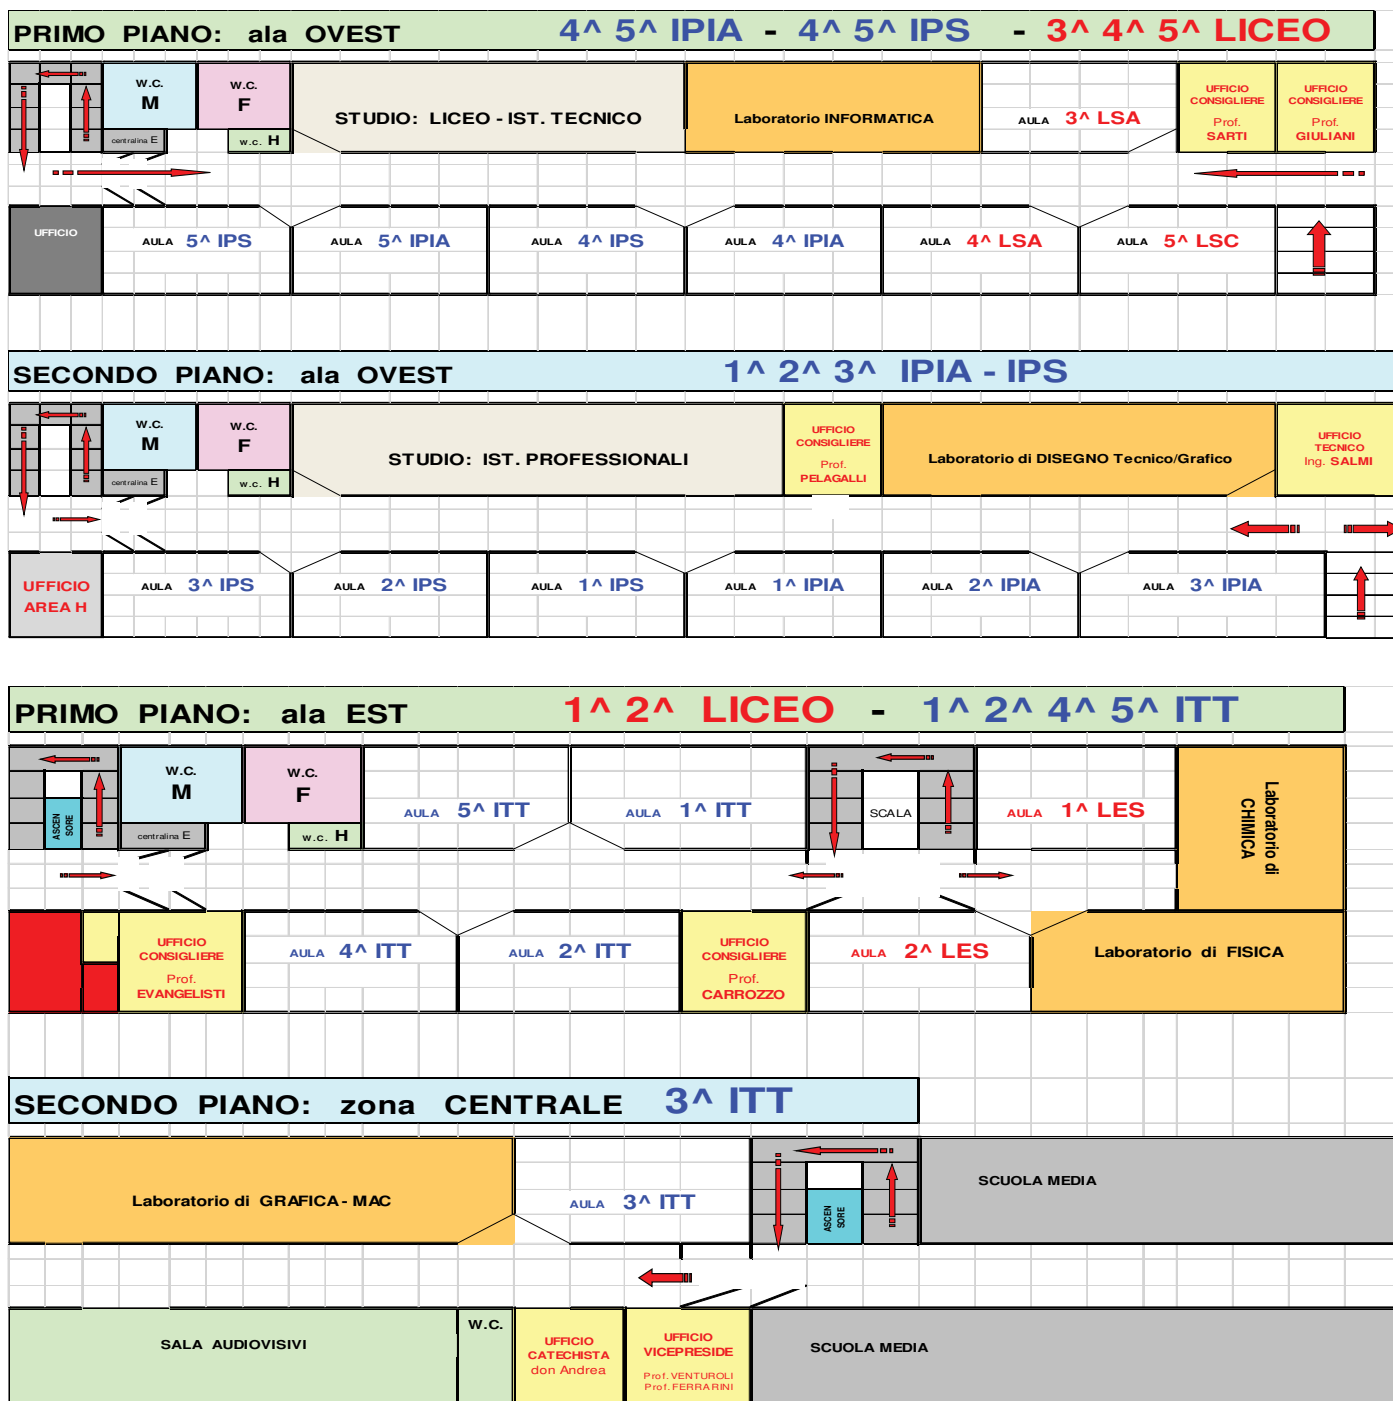 PRIMO PIANO: ala OVEST 4^ 5^ IPIA - 4^ 5^ IPS - 3^ 4^ 5^ LICEO
W.C.
M
W.C.
F
centralina E
w.c. H
STUDIO: LICEO - IST. TECNICO
Laboratorio INFORMATICA
AULA 3^ LSA
UFFICIO
CONSIGLIERE
Prof.
SARTI
UFFICIO
CONSIGLIERE
Prof.
GIULIANI
UFFICIO
AULA 5^ IPS
AULA 5^ IPIA
AULA 4^ IPS
AULA 4^ IPIA
AULA 4^ LSA
AULA 5^ LSC
SECONDO PIANO: ala OVEST 1^ 2^ 3^ IPIA - IPS
W.C.
M
W.C.
F
centralina E
w.c. H
STUDIO: IST. PROFESSIONALI
UFFICIO
CONSIGLIERE
Prof.
PELAGALLI
Laboratorio di DISEGNO Tecnico/Grafico
UFFICIO
TECNICO
Ing. SALMI
UFFICIO
AREA H
AULA 3^ IPS
AULA 2^ IPS
AULA 1^ IPS
AULA 1^ IPIA
AULA 2^ IPIA
AULA 3^ IPIA
PRIMO PIANO: ala EST 1^ 2^ LICEO - 1^ 2^ 4^ 5^ ITT
ASCEN
SORE
W.C.
M
W.C.
F
centralina E
w.c. H
AULA 5^ ITT
AULA 1^ ITT
SCALA
AULA 1^ LES
Laboratorio di
CHIMICA
UFFICIO
CONSIGLIERE
Prof.
EVANGELISTI
AULA 4^ ITT
AULA 2^ ITT
UFFICIO
CONSIGLIERE
Prof.
CARROZZO
AULA 2^ LES
Laboratorio di FISICA
SECONDO PIANO: zona CENTRALE 3^ ITT
Laboratorio di GRAFICA - MAC
AULA 3^ ITT
ASCEN
SORE
SCUOLA MEDIA
SALA AUDIOVISIVI
W.C.
UFFICIO
CATECHISTA
don Andrea
UFFICIO
VICEPRESIDE
Prof. VENTUROLI
Prof. FERRARINI
SCUOLA MEDIA